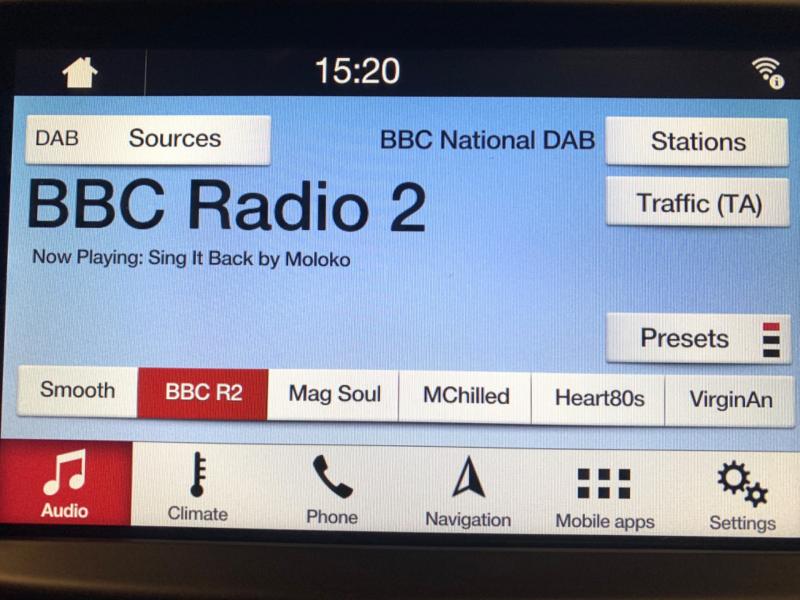 15:20
DAB Sources
BBC National DAB
Stations
BBC Radio 2
Traffic (TA)
Now Playing: Sing It Back by Moloko
Presets
Smooth
BBC R2
Mag Soul
MChilled
Heart80s
VirginAn
Audio
Climate
Phone
Navigation
Mobile apps
Settings